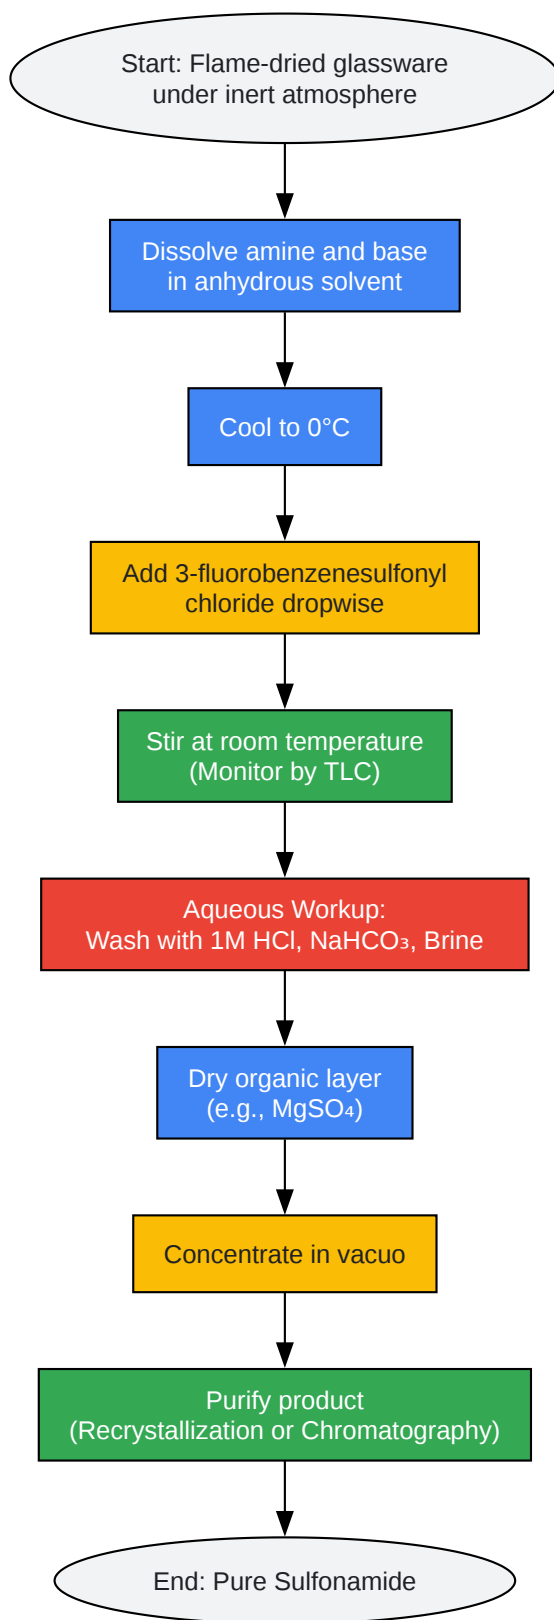 Start: Flame-dried glassware
under inert atmosphere
Dissolve amine and base
in anhydrous solvent
Cool to 0°C
Add 3-fluorobenzenesulfonyl
chloride dropwise
Stir at room temperature
(Monitor by TLC)
Aqueous Workup:
Wash with 1M HCl, NaHCO₃, Brine
Dry organic layer
(e.g., MgSO₄)
Concentrate in vacuo
Purify product
(Recrystallization or Chromatography)
End: Pure Sulfonamide